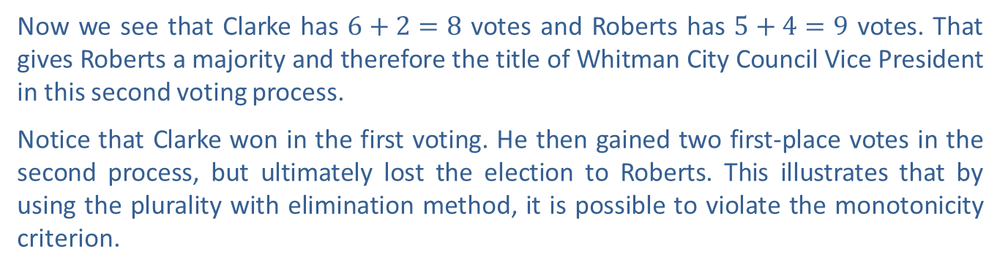 Now we see that Clarke has 6 + 2 = 8 votes and Roberts has 5 + 4 = 9 votes. That
gives Roberts a majority and therefore the title of Whitman City Council Vice President
in this second voting process.
Notice that Clarke won in the first voting. He then gained two first-place votes in the
second process, but ultimately lost the election to Roberts. This illustrates that by
using the plurality with elimination method, it is possible to violate the monotonicity
criterion.